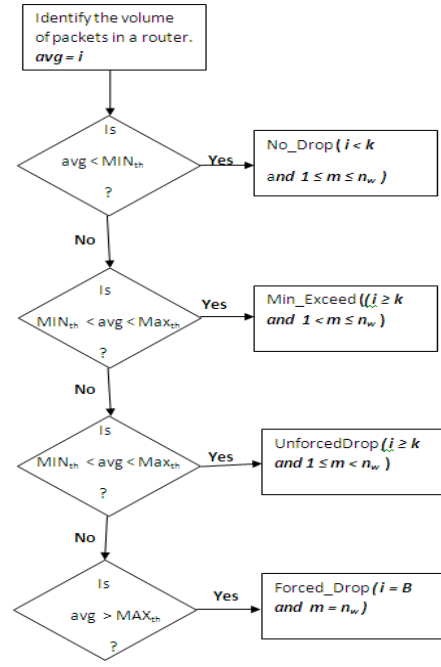 Identify the volume
of packets in a router.
avg = i
Is
avg < MINth
?
Yes
No_Drop ( i < k
and 1 ≤ m ≤ nw )
No
Is
MINth < avg < Maxth
?
Yes
Min_Exceed ((i ≥ k
and 1 < m ≤ nw )
No
Is
MINth < avg < Maxth
?
Yes
UnforcedDrop (i ≥ k
and 1 ≤ m < nw )
No
Is
avg > MAXth
?
Yes
Forced_Drop (i = B
and m = nw )